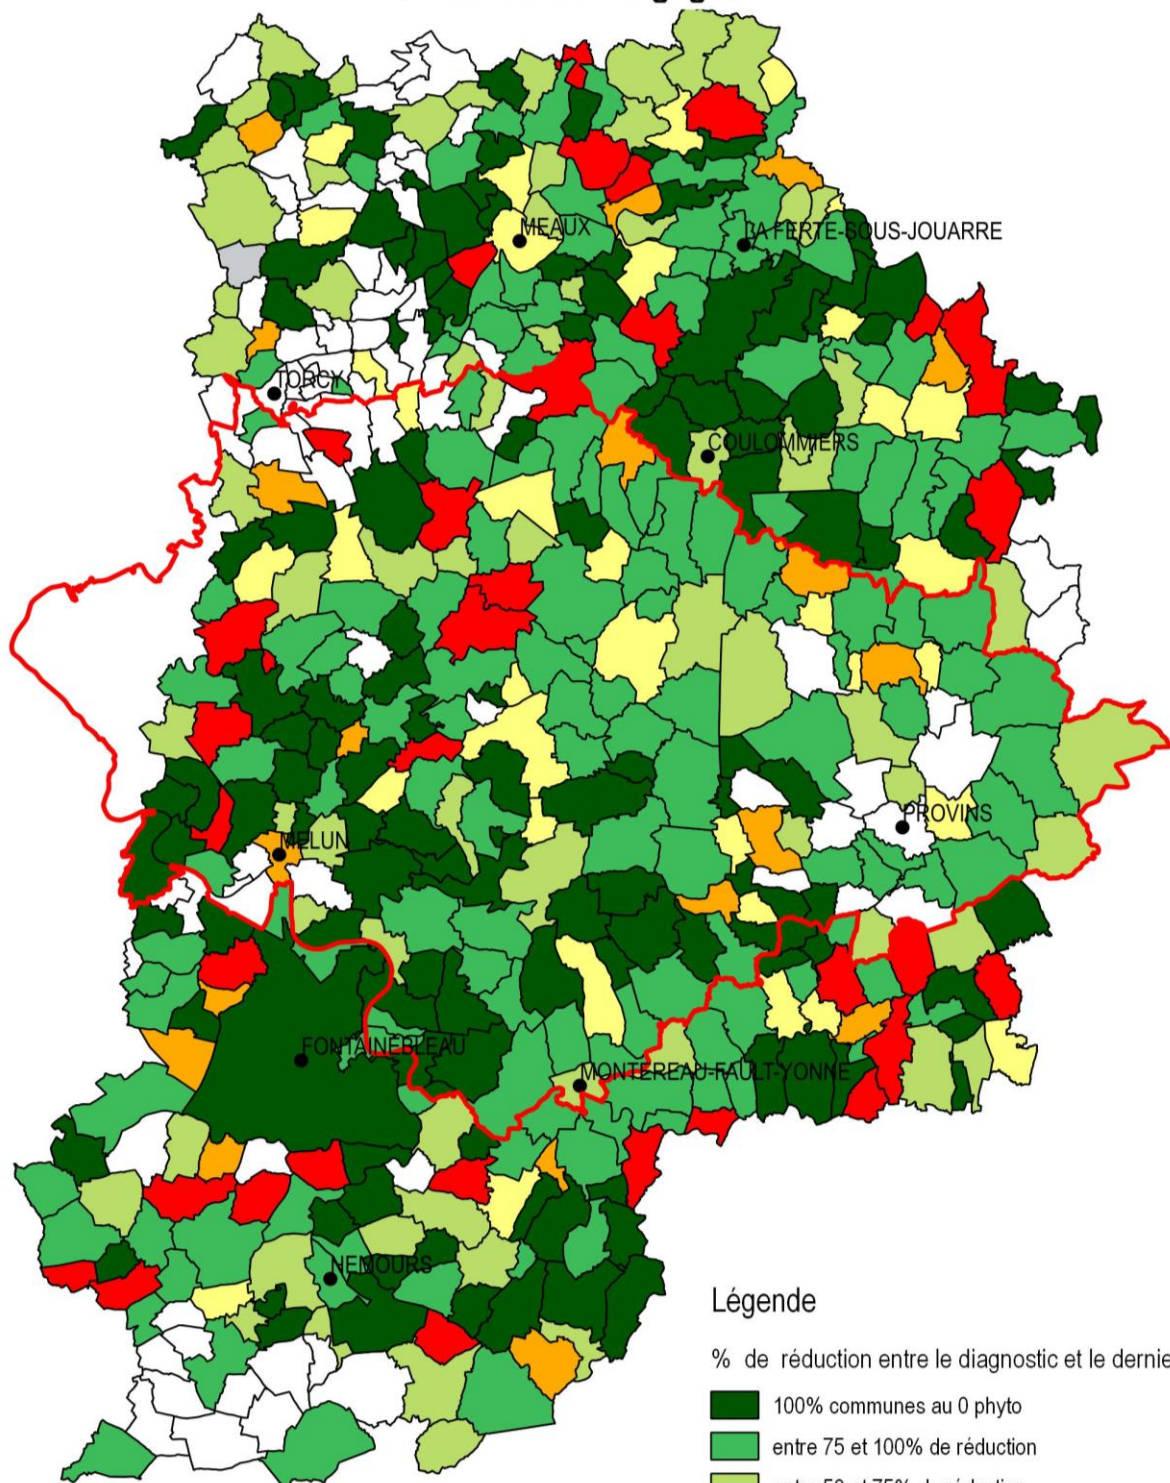 MEAUX
LA FERTE-SOUS-JOUARRE
TORCY
COULOMMIERS
PROVINS
MELUN
FONTAINEBLEAU
MONTEREAU-FAULT-YONNE
NEMOURS
Légende
% de réduction entre le diagnostic et le dernie
100% communes au 0 phyto
entre 75 et 100% de réduction